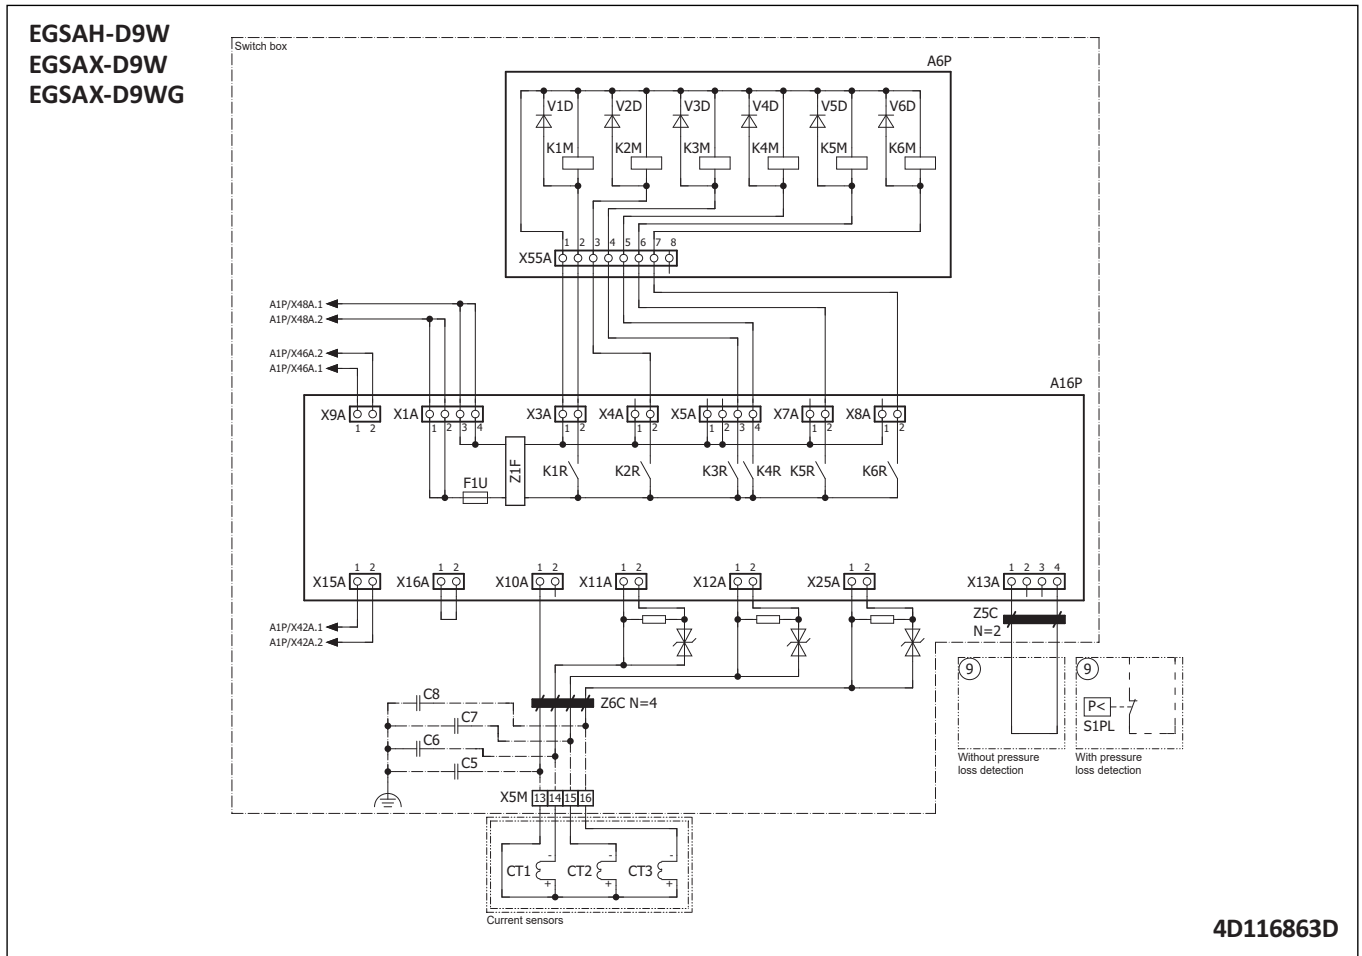 EGSAH-D9W
EGSAX-D9W
EGSAX-D9WG
Switch box
A6P
V1D V2D V3D V4D V5D V6D
K1M K2M K3M K4M K5M K6M
1 2 3 4 5 6 7 8
X55A
A1P/X48A.1
A1P/X48A.2
A1P/X46A.2
A1P/X46A.1
A16P
X9A X1A X3A X4A X5A X7A X8A
1 2 1 2 3 4 1 2 1 2 1 2 3 4 1 2 1 2
Z1F
K1R K2R K3R K4R K5R K6R
F1U
1 2 1 2 1 2 1 2 1 2 1 2 1 2 3 4
X15A X16A X10A X11A X12A X25A X13A
A1P/X42A.1
A1P/X42A.2
Z5C
N=2
9
9
C8
Z6C N=4
C7
C6
C5
P<
S1PL
Without pressure
loss detection
With pressure
loss detection
X5M 13 14 15 16
- - -
CT1 CT2 CT3
+ + +
Current sensors
4D116863D